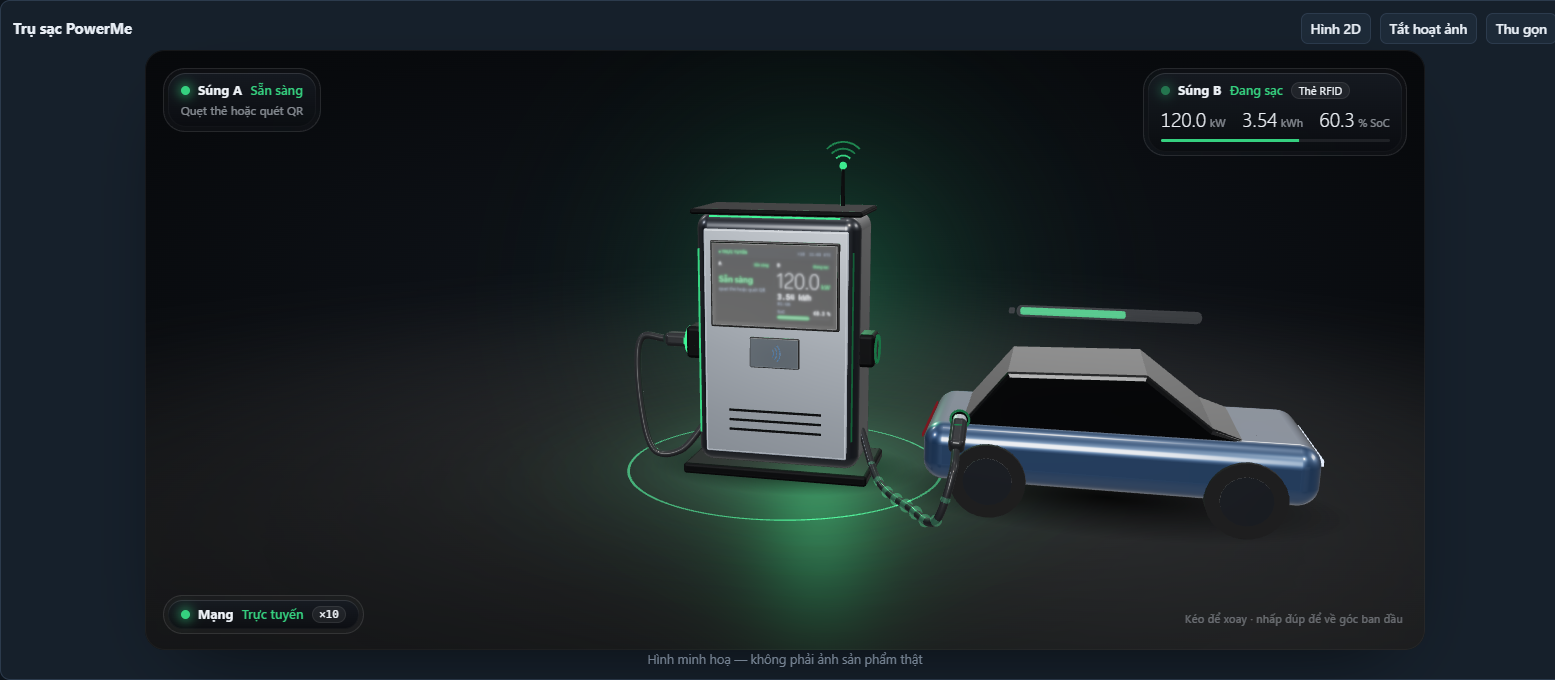 Trụ sạc PowerMe
Hình 2D
Tắt hoạt ảnh
Thu gọn
Súng A Sẵn sàng
Quẹt thẻ hoặc quét QR
Súng B Đang sạc Thẻ RFID
120.0 kW 3.54 kWh 60.3 % SoC
Sẵn sàng
120.0 kW
3.54 kWh
60.3 %
Mạng Trực tuyến ×10
Kéo để xoay · nhấp đúp để về góc ban đầu
Hình minh hoạ — không phải ảnh sản phẩm thật